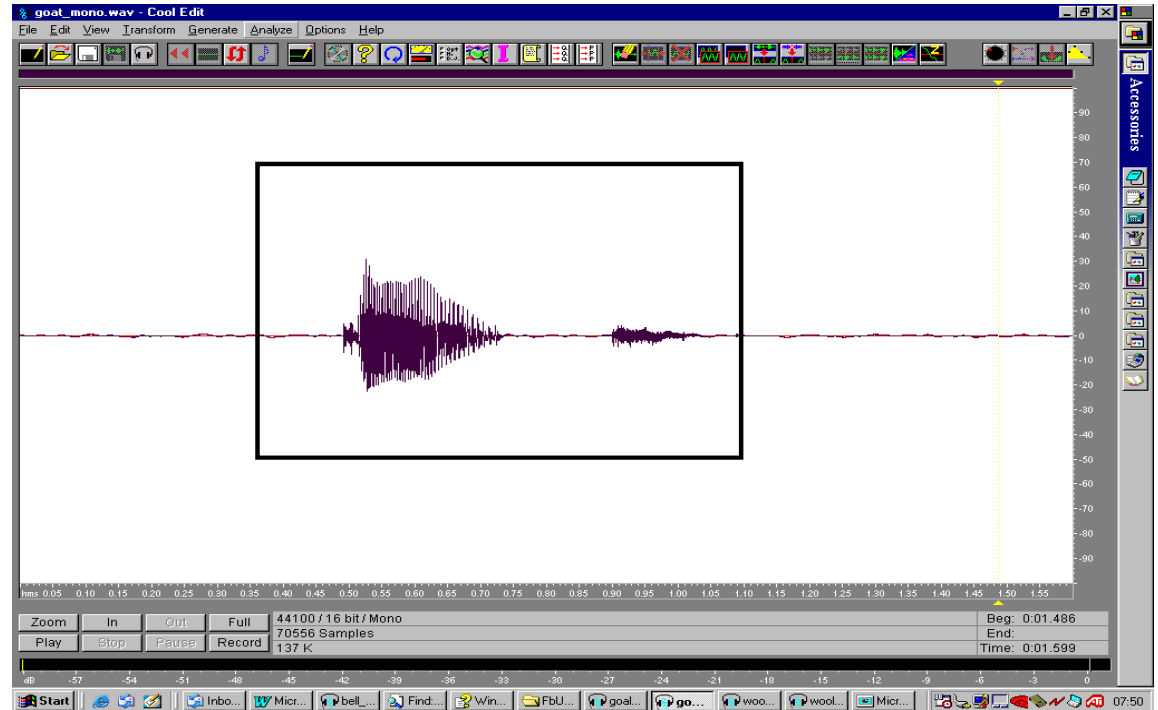 goat_mono.wav - Cool Edit
File Edit View Transform Generate Analyze Options Help
Accessories
90
80
70
60
50
40
30
20
10
0
-10
-20
-30
-40
-50
-60
-70
-80
-90
hms 0.05 0.10 0.15 0.20 0.25 0.30 0.35 0.40 0.45 0.50 0.55 0.60 0.65 0.70 0.75 0.80 0.85 0.90 0.95 1.00 1.05 1.10 1.15 1.20 1.25 1.30 1.35 1.40 1.45 1.50 1.55
Zoom In Out Full 44100 / 16 bit / Mono Beg: 0:01.486
70556 Samples End:
Play Stop Pause Record 137 K Time: 0:01.599
dB -57 -54 -51 -48 -45 -42 -39 -36 -33 -30 -27 -24 -21 -18 -15 -12 -9 -6 -3 0
Start Inbo... Micr... bell_... Find:... Win... FbU... goal... go... woo... wool... Micr... 07:50